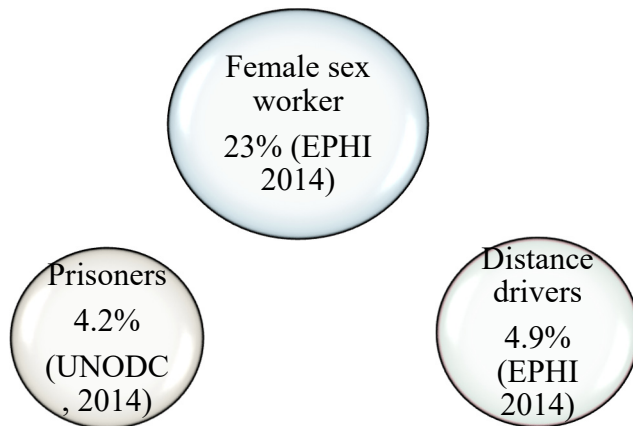 Female sex
worker
23% (EPHI
2014)
Prisoners
4.2%
(UNODC
, 2014)
Distance
drivers
4.9%
(EPHI
2014)